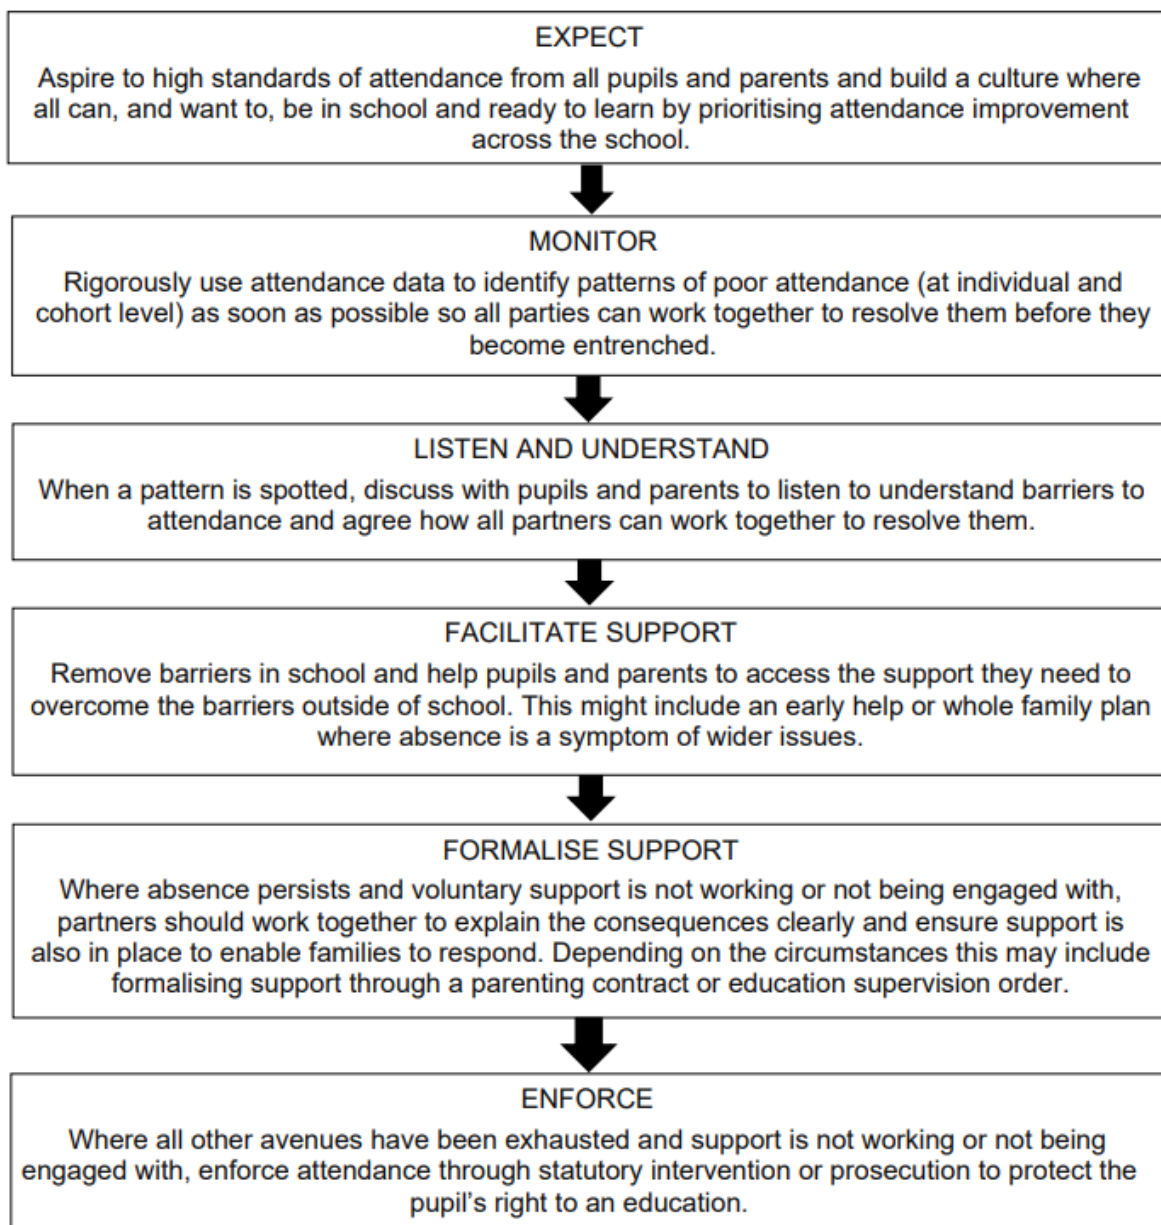 EXPECT
Aspire to high standards of attendance from all pupils and parents and build a culture where
all can, and want to, be in school and ready to learn by prioritising attendance improvement
across the school.
MONITOR
Rigorously use attendance data to identify patterns of poor attendance (at individual and
cohort level) as soon as possible so all parties can work together to resolve them before they
become entrenched.
LISTEN AND UNDERSTAND
When a pattern is spotted, discuss with pupils and parents to listen to understand barriers to
attendance and agree how all partners can work together to resolve them.
FACILITATE SUPPORT
Remove barriers in school and help pupils and parents to access the support they need to
overcome the barriers outside of school. This might include an early help or whole family plan
where absence is a symptom of wider issues.
FORMALISE SUPPORT
Where absence persists and voluntary support is not working or not being engaged with,
partners should work together to explain the consequences clearly and ensure support is
also in place to enable families to respond. Depending on the circumstances this may include
formalising support through a parenting contract or education supervision order.
ENFORCE
Where all other avenues have been exhausted and support is not working or not being
engaged with, enforce attendance through statutory intervention or prosecution to protect the
pupil's right to an education.